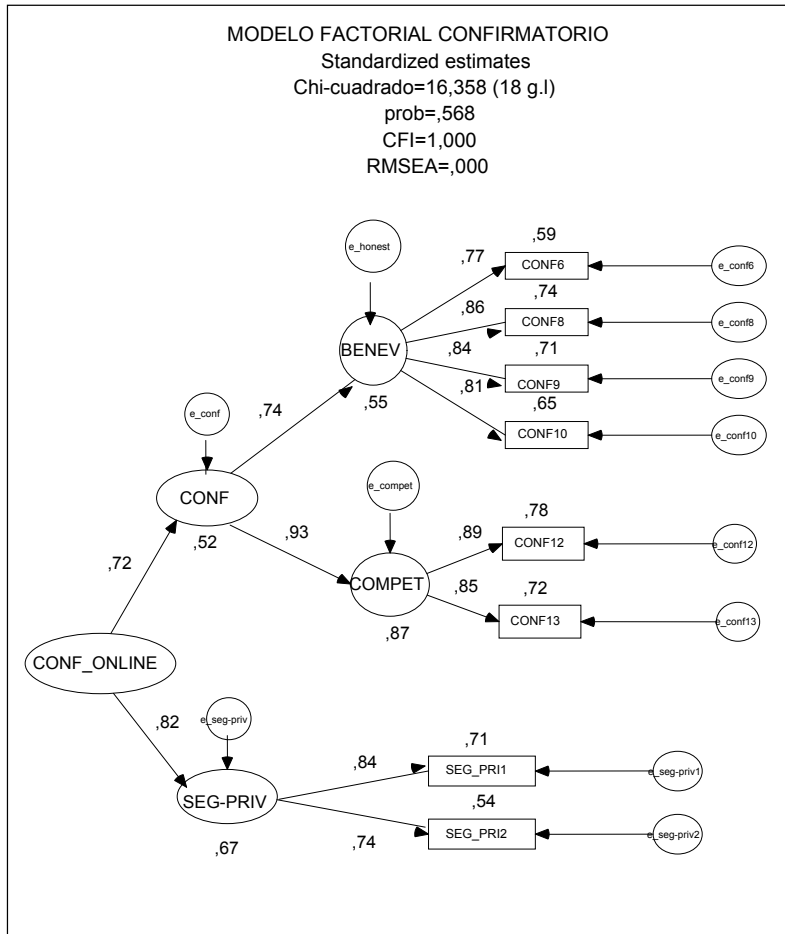 MODELO FACTORIAL CONFIRMATORIO
Standardized estimates
Chi-cuadrado=16,358 (18 g.l)
prob=,568
CFI=1,000
RMSEA=,000
e_honest
,59
,77
CONF6
e_conf6
,74
,86
CONF8
e_conf8
BENEV
,84
,71
CONF9
e_conf9
,81
,55
,65
,74
e_conf
CONF10
e_conf10
CONF
e_compet
,52
,93
,78
,89
CONF12
e_conf12
,72
COMPET
,85
,72
CONF13
e_conf13
,87
CONF_ONLINE
,82
e_seg-priv
,71
,84
SEG_PRI1
e_seg-priv1
SEG-PRIV
,54
,74
SEG_PRI2
e_seg-priv2
,67